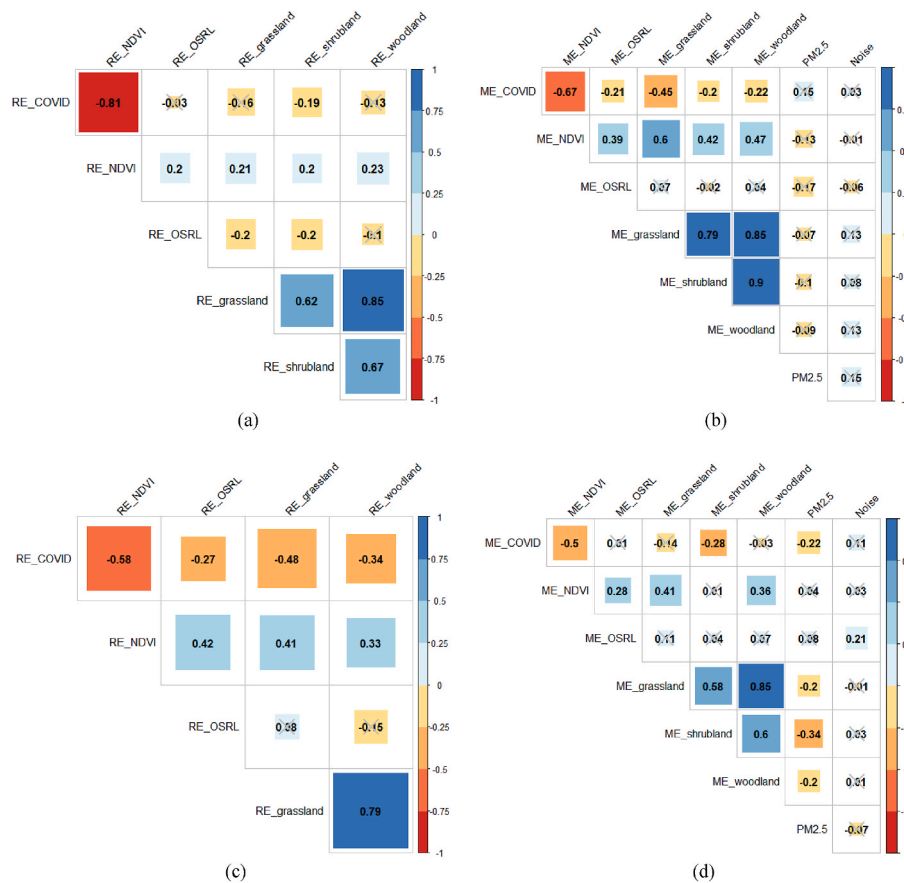 RE_NDVI RE_OSRL RE_grassland RE_shrubland RE_woodland
RE_COVID -0.81 -0.03 -0.16 -0.19 -0.13
RE_NDVI 0.2 0.21 0.2 0.23
RE_OSRL -0.2 -0.2 -0.1
RE_grassland 0.62 0.85
RE_shrubland 0.67
1
0.75
0.5
0.25
0
-0.25
-0.5
-0.75
-1
(a)
ME_NDVI ME_OSRL ME_grassland ME_shrubland ME_woodland PM2.5 Noise
ME_COVID -0.67 -0.21 -0.45 -0.2 -0.22 0.15 0.03
ME_NDVI 0.39 0.6 0.42 0.47 -0.13 -0.01
ME_OSRL 0.07 -0.02 0.04 -0.17 -0.06
ME_grassland 0.79 0.85 -0.07 0.13
ME_shrubland 0.9 -0.1 0.08
ME_woodland -0.09 0.13
PM2.5 0.15
(b)
RE_NDVI RE_OSRL RE_grassland RE_woodland
RE_COVID -0.58 -0.27 -0.48 -0.34
RE_NDVI 0.42 0.41 0.33
RE_OSRL 0.08 -0.15
RE_grassland 0.79
1
0.75
0.5
0.25
0
-0.25
-0.5
-0.75
-1
(c)
ME_NDVI ME_OSRL ME_grassland ME_shrubland ME_woodland PM2.5 Noise
ME_COVID -0.5 0.01 -0.14 -0.28 -0.03 -0.22 0.11
ME_NDVI 0.28 0.41 0.01 0.36 0.04 0.03
ME_OSRL 0.11 0.04 0.07 0.08 0.21
ME_grassland 0.58 0.85 -0.2 -0.01
ME_shrubland 0.6 -0.34 0.03
ME_woodland -0.2 0.01
PM2.5 -0.07
(d)